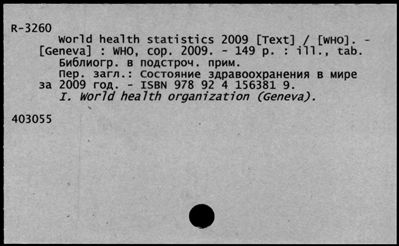 R-3260
World health statistics 2009 [Text] / [WHO]. -
[Geneva] : WHO, cop. 2009. - 149 p. : ill., tab.
Библиогр. в подстроч. прим.
Пер. загл.: Состояние здравоохранения в мире
за 2009 год. - ISBN 978 92 4 156381 9.
I. World health organization (Geneva).
403055